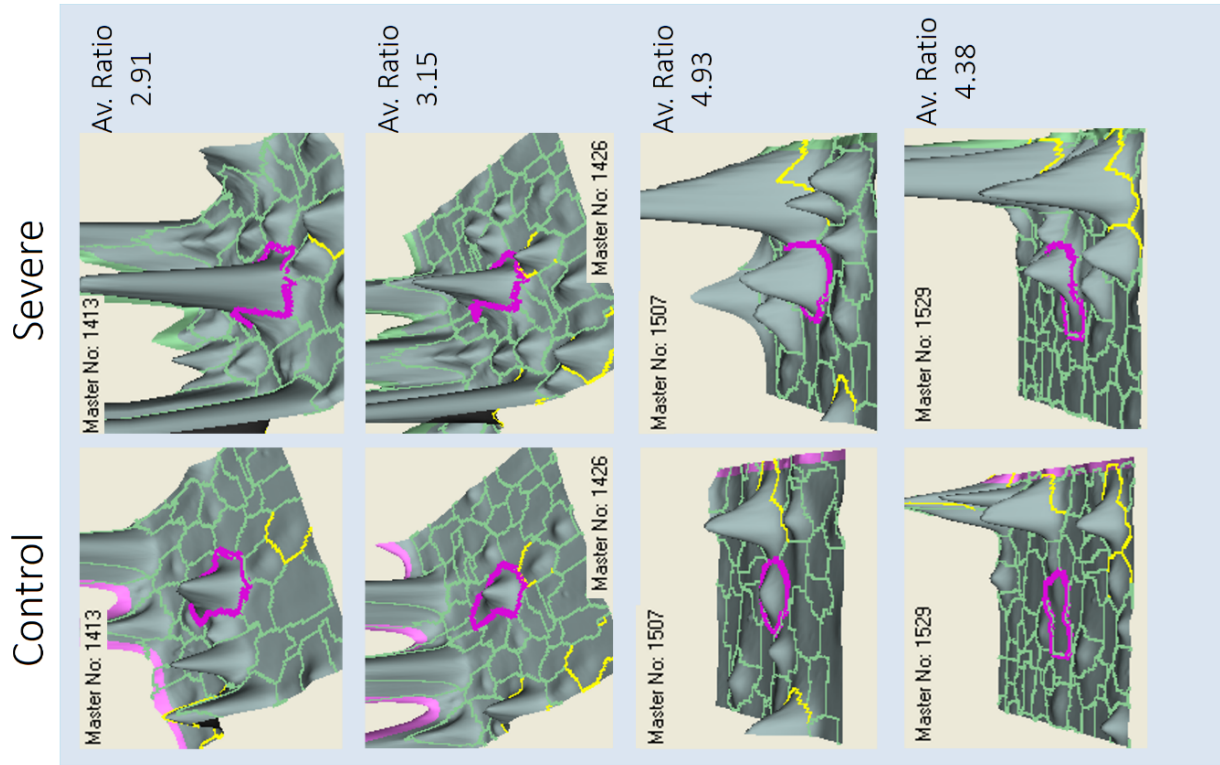 Control
Severe
Master No: 1413
Master No: 1413
Av. Ratio
2.91
Master No: 1426
Master No: 1426
Av. Ratio
3.15
Master No: 1507
Master No: 1507
Av. Ratio
4.93
Master No: 1529
Master No: 1529
Av. Ratio
4.38